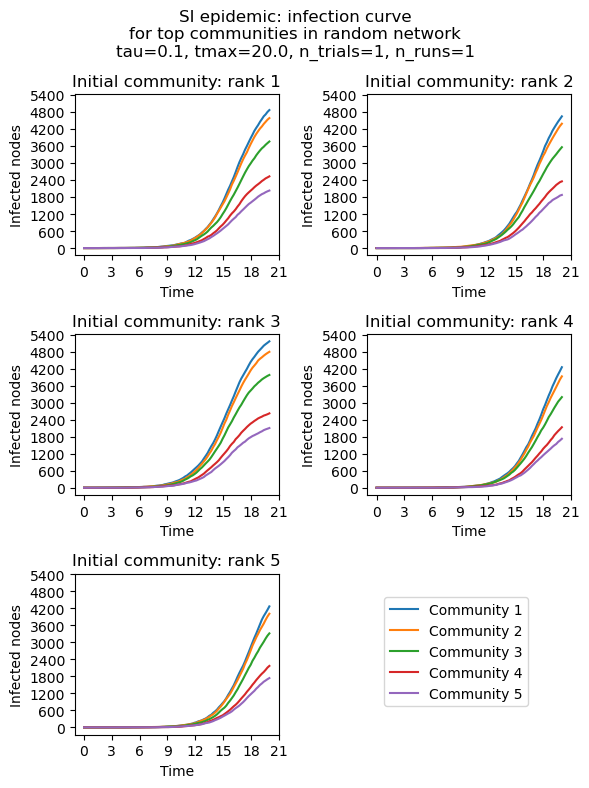 SI epidemic: infection curve
for top communities in random network
tau=0.1, tmax=20.0, n_trials=1, n_runs=1
Initial community: rank 1
Infected nodes
5400
4800
4200
3600
3000
2400
1800
1200
600
0
0 3 6 9 12 15 18 21
Time
Initial community: rank 2
Infected nodes
5400
4800
4200
3600
3000
2400
1800
1200
600
0
0 3 6 9 12 15 18 21
Time
Initial community: rank 3
Infected nodes
5400
4800
4200
3600
3000
2400
1800
1200
600
0
0 3 6 9 12 15 18 21
Time
Initial community: rank 4
Infected nodes
5400
4800
4200
3600
3000
2400
1800
1200
600
0
0 3 6 9 12 15 18 21
Time
Initial community: rank 5
Infected nodes
5400
4800
4200
3600
3000
2400
1800
1200
600
0
0 3 6 9 12 15 18 21
Time
Community 1
Community 2
Community 3
Community 4
Community 5